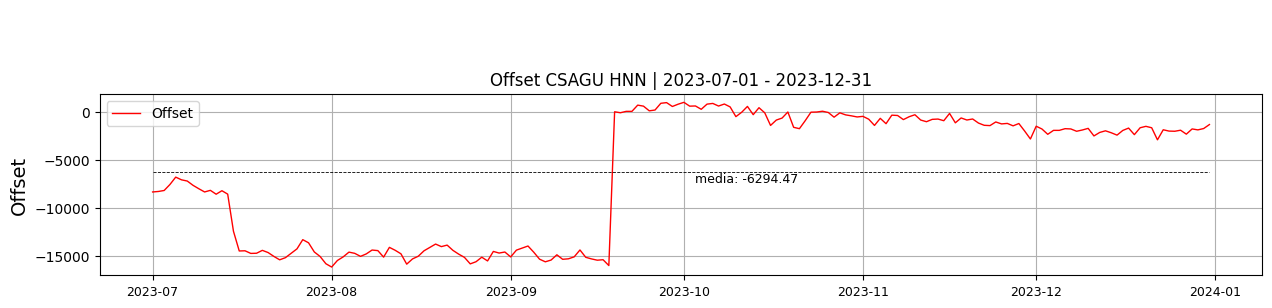 Offset CSAGU HNN | 2023-07-01 - 2023-12-31
Offset
Offset
0
−5000
−10000
−15000
media: -6294.47
2023-07
2023-08
2023-09
2023-10
2023-11
2023-12
2024-01